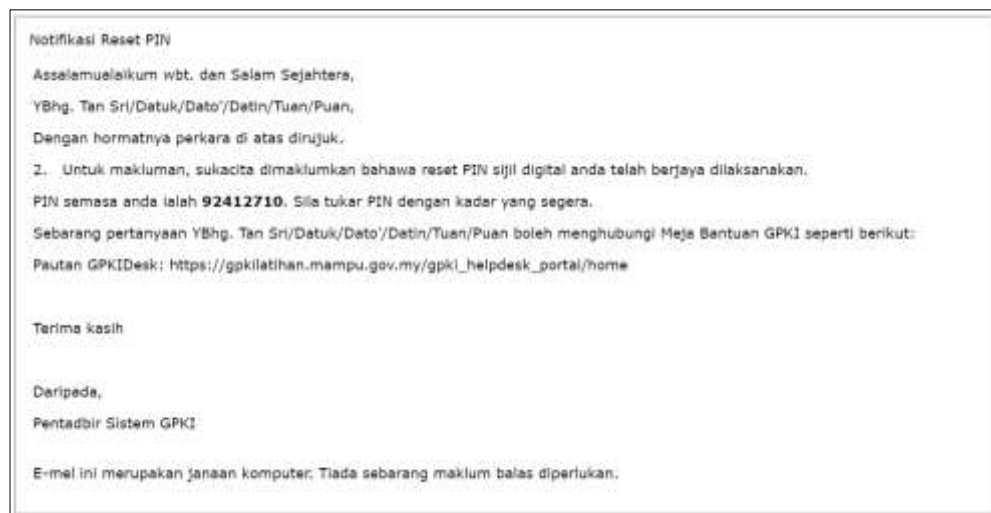 Notifikasi Reset PIN
Assalamualaikum wbt. dan Salam Sejahtera,
YBhg. Tan Sri/Datuk/Dato'/Datin/Tuan/Puan,
Dengan hormatnya perkara di atas dirujuk.
2. Untuk makluman, sukacita dimaklumkan bahawa reset PIN sijil digital anda telah berjaya dilaksanakan.
PIN semasa anda ialah 92412710. Sila tukar PIN dengan kadar yang segera.
Sebarang pertanyaan YBhg. Tan Sri/Datuk/Dato'/Datin/Tuan/Puan boleh menghubungi Meja Bantuan GPKI seperti berikut:
Pautan GPKIDesk: https://gpkilatihan.mampu.gov.my/gpki_helpdesk_portal/home
Terima kasih
Daripada,
Pentadbir Sistem GPKI
E-mel ini merupakan janaan komputer. Tiada sebarang maklum balas diperlukan.